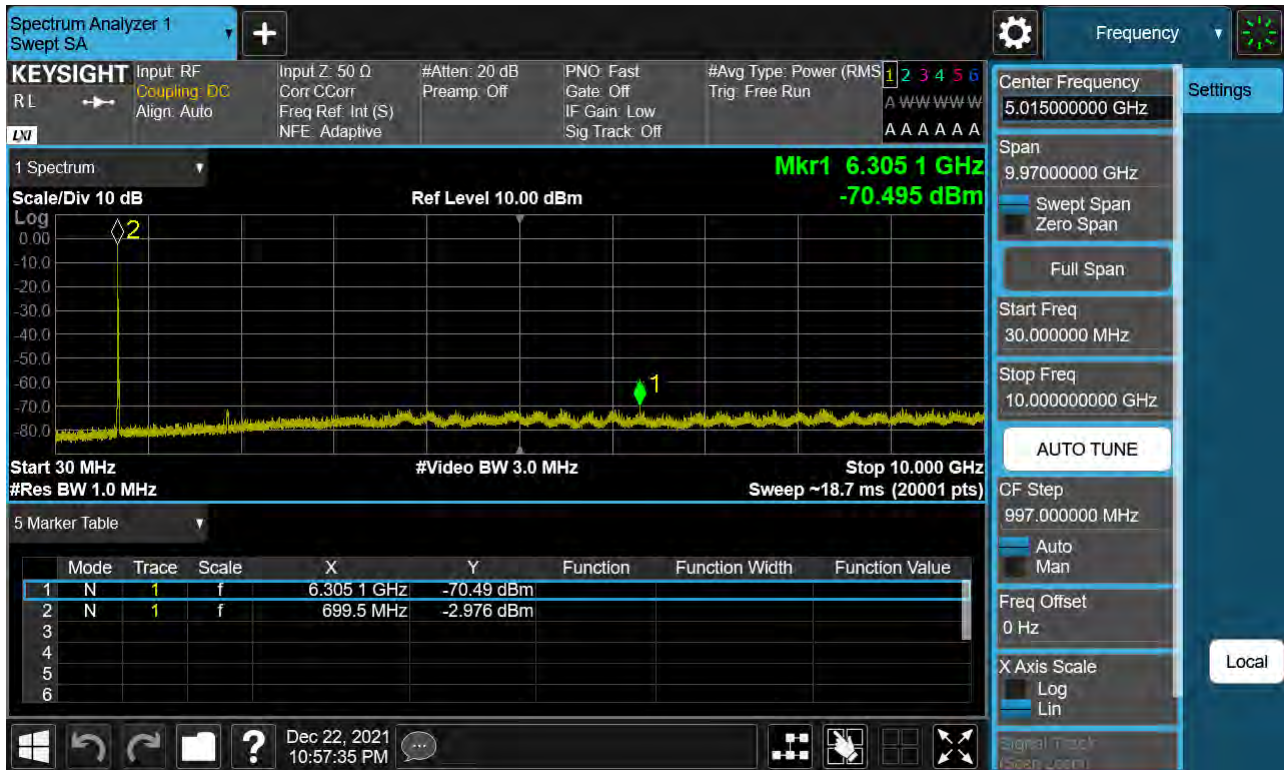 Spectrum Analyzer 1
Swept SA
+
Frequency
KEYSIGHT
RL
LXI
Input: RF
Coupling: DC
Align: Auto
Input Z: 50 Ω
Corr CCorr
Freq Ref: Int (S)
NFE: Adaptive
#Atten: 20 dB
Preamp: Off
PNO: Fast
Gate: Off
IF Gain: Low
Sig Track: Off
#Avg Type: Power (RMS
Trig: Free Run
1 2 3 4 5 6
A W W W W W
A A A A A A
1 Spectrum
Mkr1 6.305 1 GHz
-70.495 dBm
Scale/Div 10 dB
Ref Level 10.00 dBm
Log
0.00
-10.0
-20.0
-30.0
-40.0
-50.0
-60.0
-70.0
-80.0
2
1
Start 30 MHz
#Video BW 3.0 MHz
Stop 10.000 GHz
#Res BW 1.0 MHz
Sweep ~18.7 ms (20001 pts)
5 Marker Table
Mode Trace Scale X Y Function Function Width Function Value
1 N 1 f 6.305 1 GHz -70.49 dBm
2 N 1 f 699.5 MHz -2.976 dBm
3
4
5
6
Center Frequency
5.015000000 GHz
Settings
Span
9.97000000 GHz
Swept Span
Zero Span
Full Span
Start Freq
30.000000 MHz
Stop Freq
10.000000000 GHz
AUTO TUNE
CF Step
997.000000 MHz
Auto
Man
Freq Offset
0 Hz
X Axis Scale
Log
Lin
Local
Signal Track
(Span Zoom)
?
Dec 22, 2021
10:57:35 PM